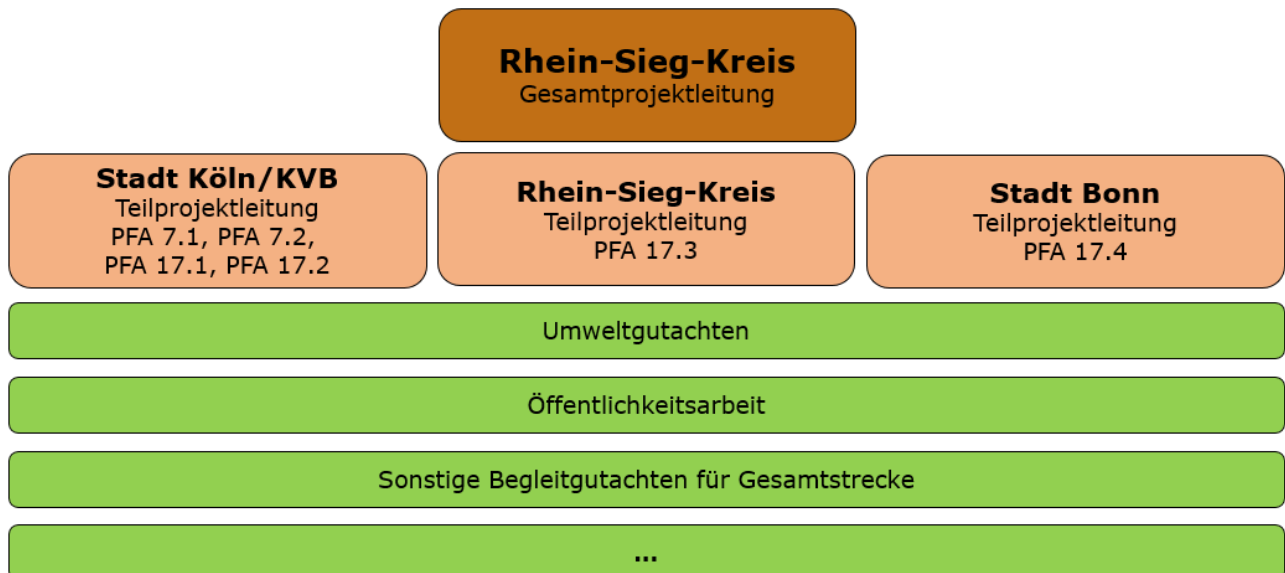 Rhein-Sieg-Kreis
Gesamtprojektleitung
Stadt Köln/KVB
Teilprojektleitung
PFA 7.1, PFA 7.2,
PFA 17.1, PFA 17.2
Rhein-Sieg-Kreis
Teilprojektleitung
PFA 17.3
Stadt Bonn
Teilprojektleitung
PFA 17.4
Umweltgutachten
Öffentlichkeitsarbeit
Sonstige Begleitgutachten für Gesamtstrecke
...